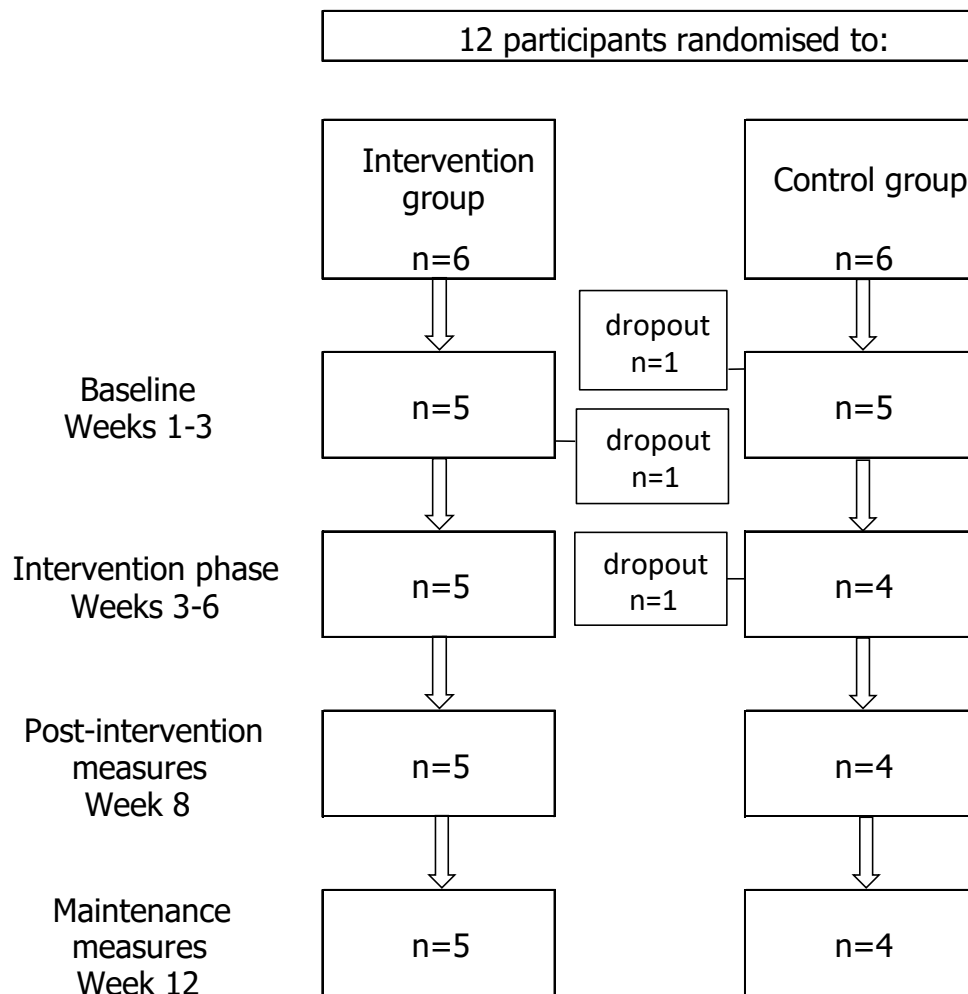 12 participants randomised to:
Intervention
group
n=6
Control group
n=6
dropout
n=1
Baseline
Weeks 1-3
n=5
n=5
dropout
n=1
Intervention phase
Weeks 3-6
n=5
dropout
n=1
n=4
Post-intervention
measures
Week 8
n=5
n=4
Maintenance
measures
Week 12
n=5
n=4